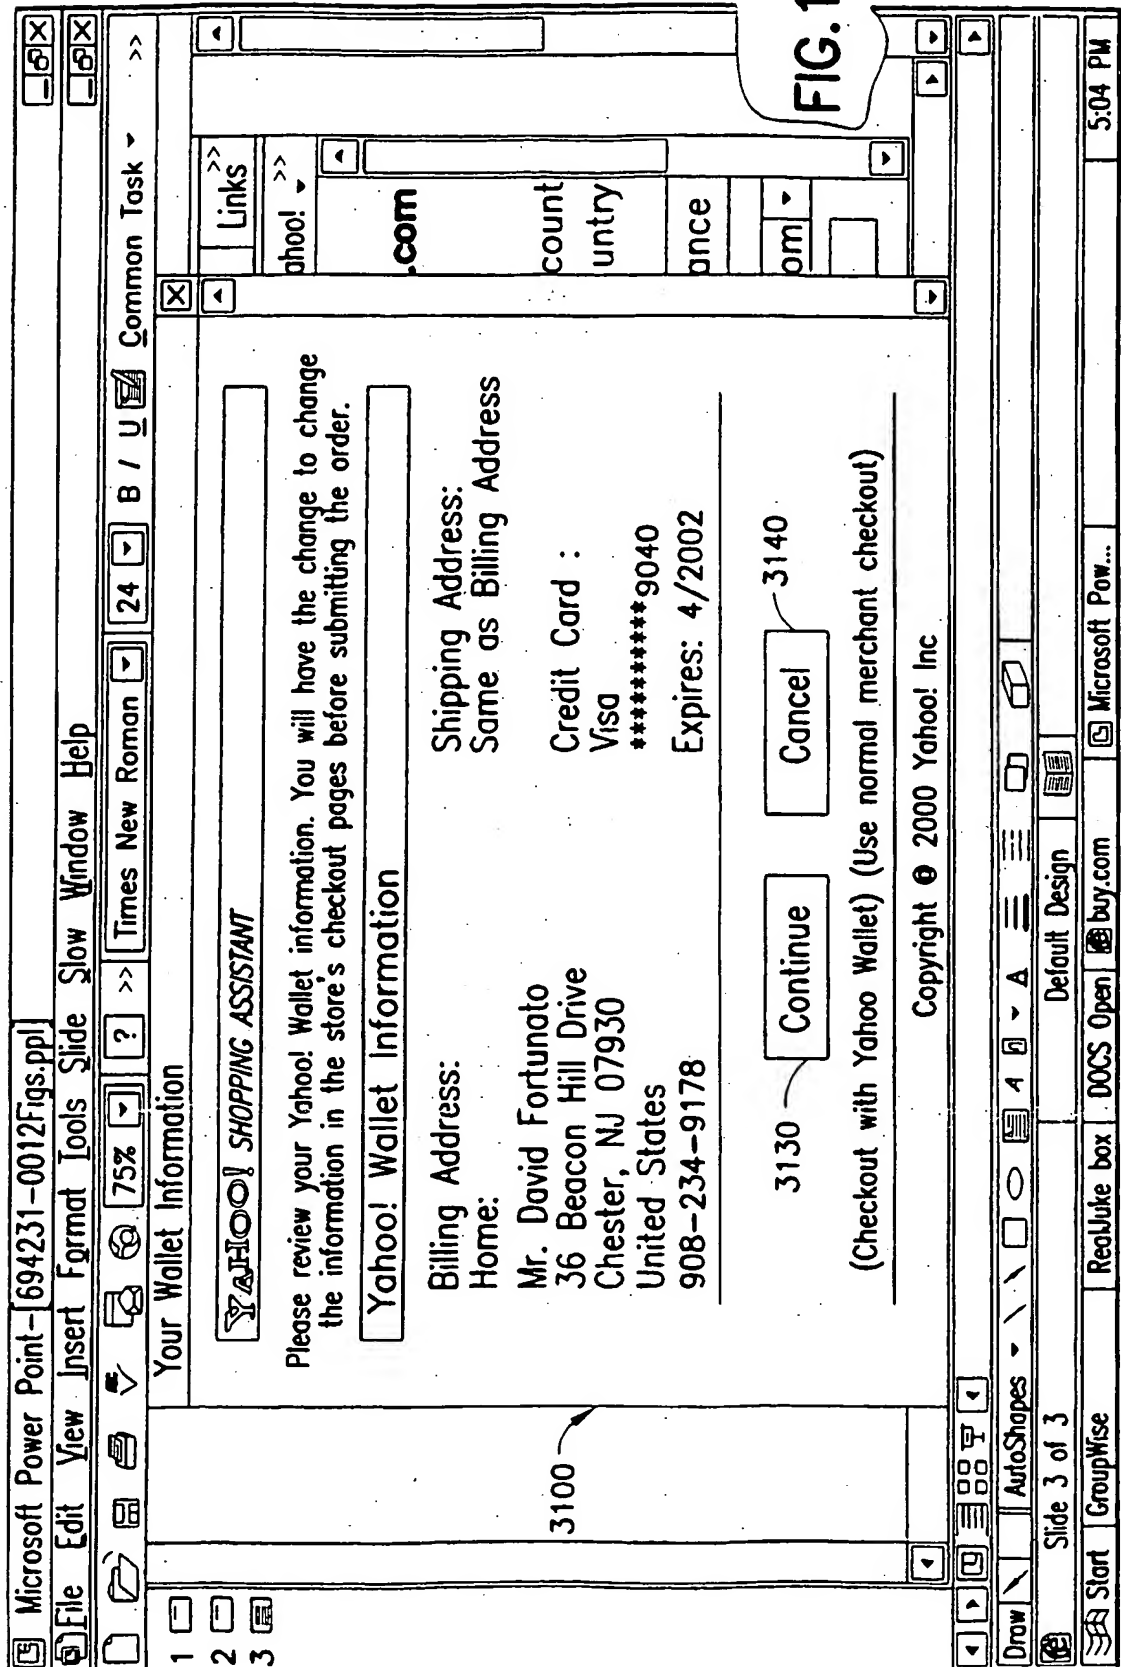 Microsoft Power Point-[694231-0012Figs.ppl]
File Edit View Insert Format Tools Slide Slow Window Help
ABC
75% ? >> Times New Roman 24 B / U Common Task >>
1
2
3
Your Wallet Information
YAHOO! SHOPPING ASSISTANT
Please review your Yahoo! Wallet information. You will have the change to change
the information in the store's checkout pages before submitting the order.
Yahoo! Wallet Information
Billing Address:
Home:
Mr. David Fortunato
36 Beacon Hill Drive
Chester, NJ 07930
United States
908-234-9178
Shipping Address:
Same as Billing Address
Credit Card :
Visa
**********9040
Expires: 4/2002
3130
Continue
Cancel
3140
(Checkout with Yahoo Wallet) (Use normal merchant checkout)
Copyright © 2000 Yahoo! Inc
3100
>>
Links
ahoo! >>
.com
count
untry
ance
om
FIG.1
Draw AutoShapes A A
Slide 3 of 3 Default Design
Start GroupWise RealJuke box DOCS Open buy.com Microsoft Pow... 5:04 PM